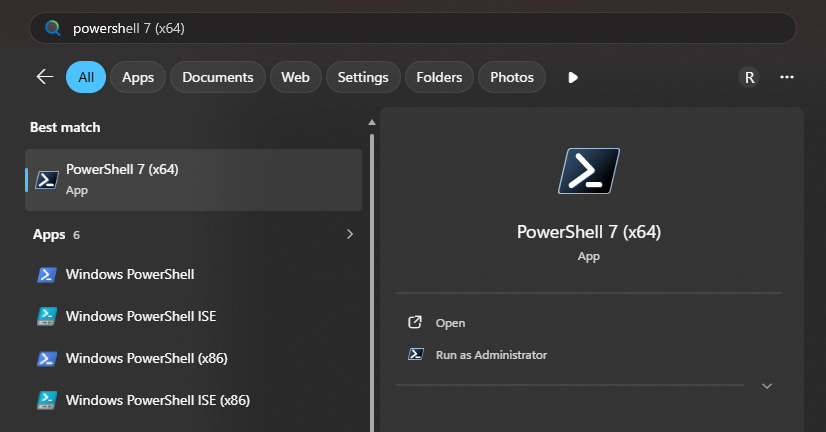 powershell 7 (x64)
All Apps Documents Web Settings Folders Photos R
Best match
PowerShell 7 (x64)
App
Apps 6
Windows PowerShell
Windows PowerShell ISE
Windows PowerShell (x86)
Windows PowerShell ISE (x86)
PowerShell 7 (x64)
App
Open
Run as Administrator